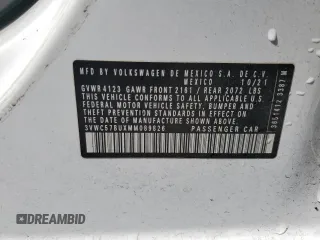 MFD BY VOLKSWAGEN DE MEXICO S.A. DE C.V.
MEXICO 10/21
GVWR 4123 GAWR FRONT 2161 / REAR 2072 LBS
THIS VEHICLE CONFORMS TO ALL APPLICABLE U.S.
FEDERAL MOTOR VEHICLE SAFETY, BUMPER AND
THEFT PREVENTION STANDARDS IN EFFECT ON THE
DATE OF MANUFACTURE SHOWN ABOVE
3VWC57BUXMM089826 PASSENGER CAR